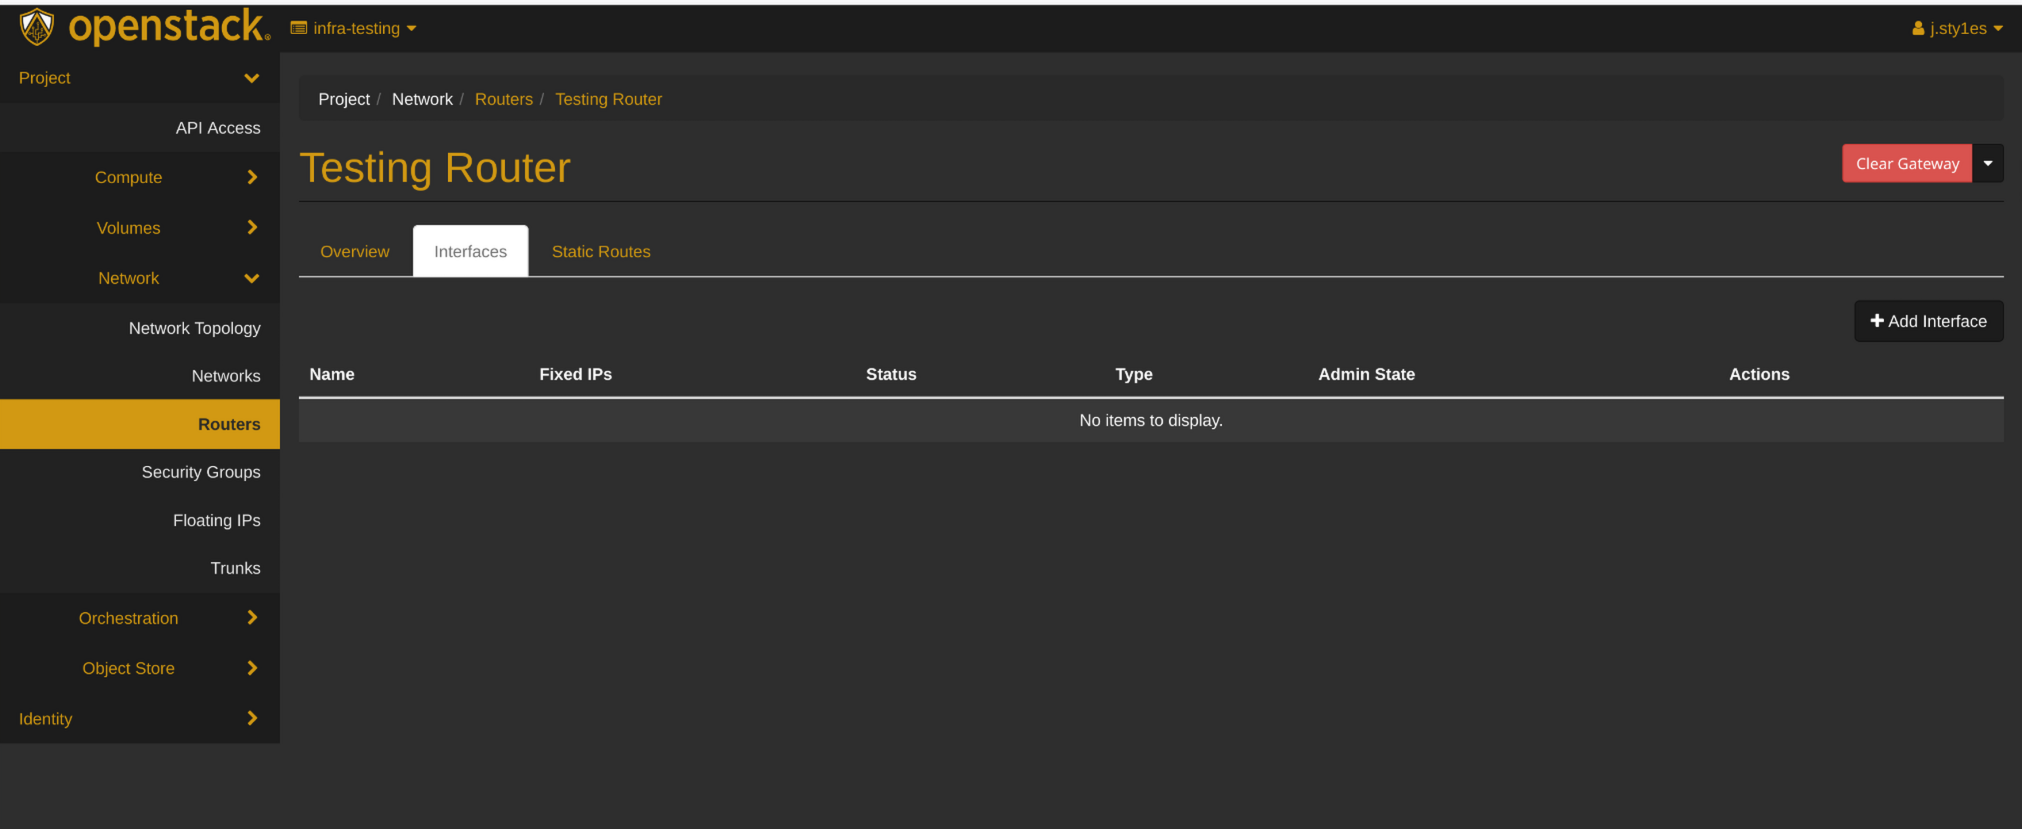 openstack.
infra-testing
j.sty1es
Project
API Access
Compute
Volumes
Network
Network Topology
Networks
Routers
Security Groups
Floating IPs
Trunks
Orchestration
Object Store
Identity
Project / Network / Routers / Testing Router
Testing Router
Clear Gateway
Overview Interfaces Static Routes
Add Interface
Name Fixed IPs Status Type Admin State Actions
No items to display.